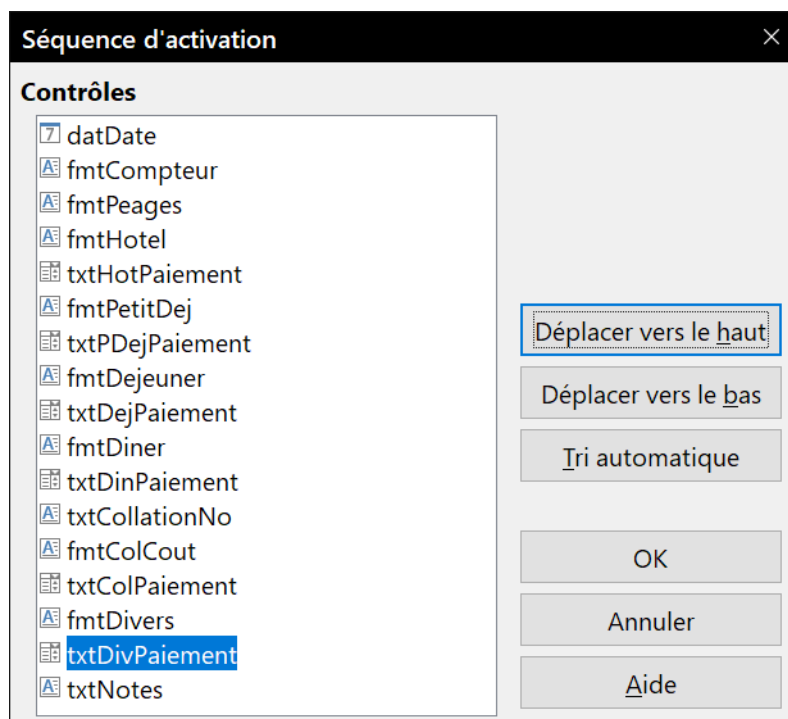 Séquence d'activation
Contrôles
7 datDate
fmtCompteur
fmtPeages
fmtHotel
txtHotPaiement
fmtPetitDej
txtPDejPaiement
fmtDejeuner
txtDejPaiement
fmtDiner
txtDinPaiement
txtCollationNo
fmtColCout
txtColPaiement
fmtDivers
txtDivPaiement
txtNotes
Déplacer vers le haut
Déplacer vers le bas
Tri automatique
OK
Annuler
Aide